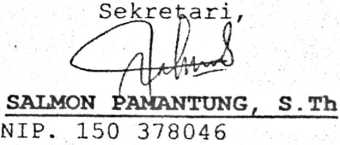 Sekretari,
SALMON PAMANTUNG, S.Th
NIP. 150 378046